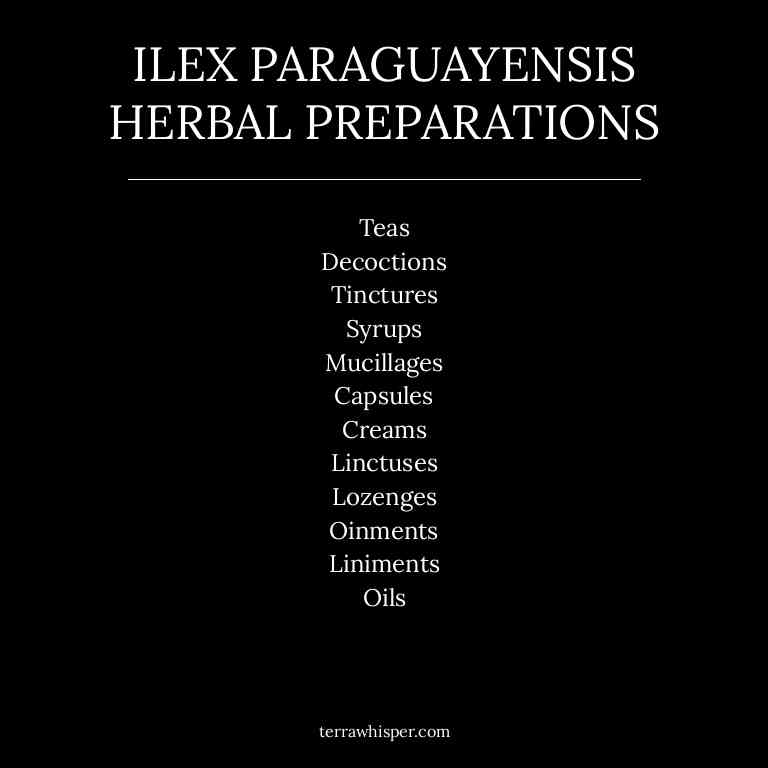 ILEX PARAGUAYENSIS
HERBAL PREPARATIONS
Teas
Decoctions
Tinctures
Syrups
Mucillages
Capsules
Creams
Linctuses
Lozenges
Oinments
Liniments
Oils
terrawhisper.com